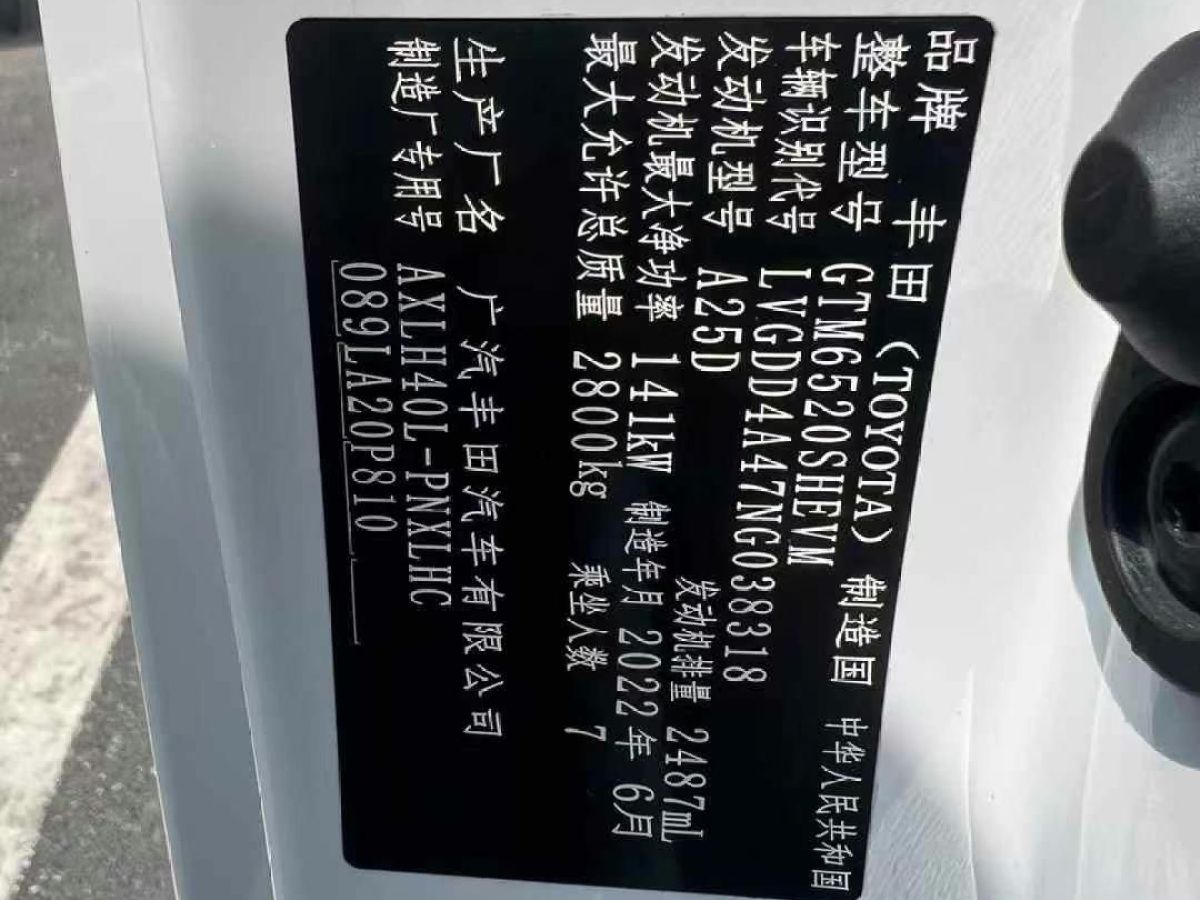 品牌 丰田(TOYOTA) 制造国 中华人民共和国
整车型号 GTM6520SHEVM
车辆识别代号 LVGDD4A47NG038318
发动机型号 A25D 发动机排量 2487mL
发动机最大净功率 141kW 制造年月 2022年 6月
最大允许总质量 2800kg 乘坐人数 7
生产厂名 广汽丰田汽车有限公司
制造厂专用号 AXLH40L-PNXLHC
089LA20P810